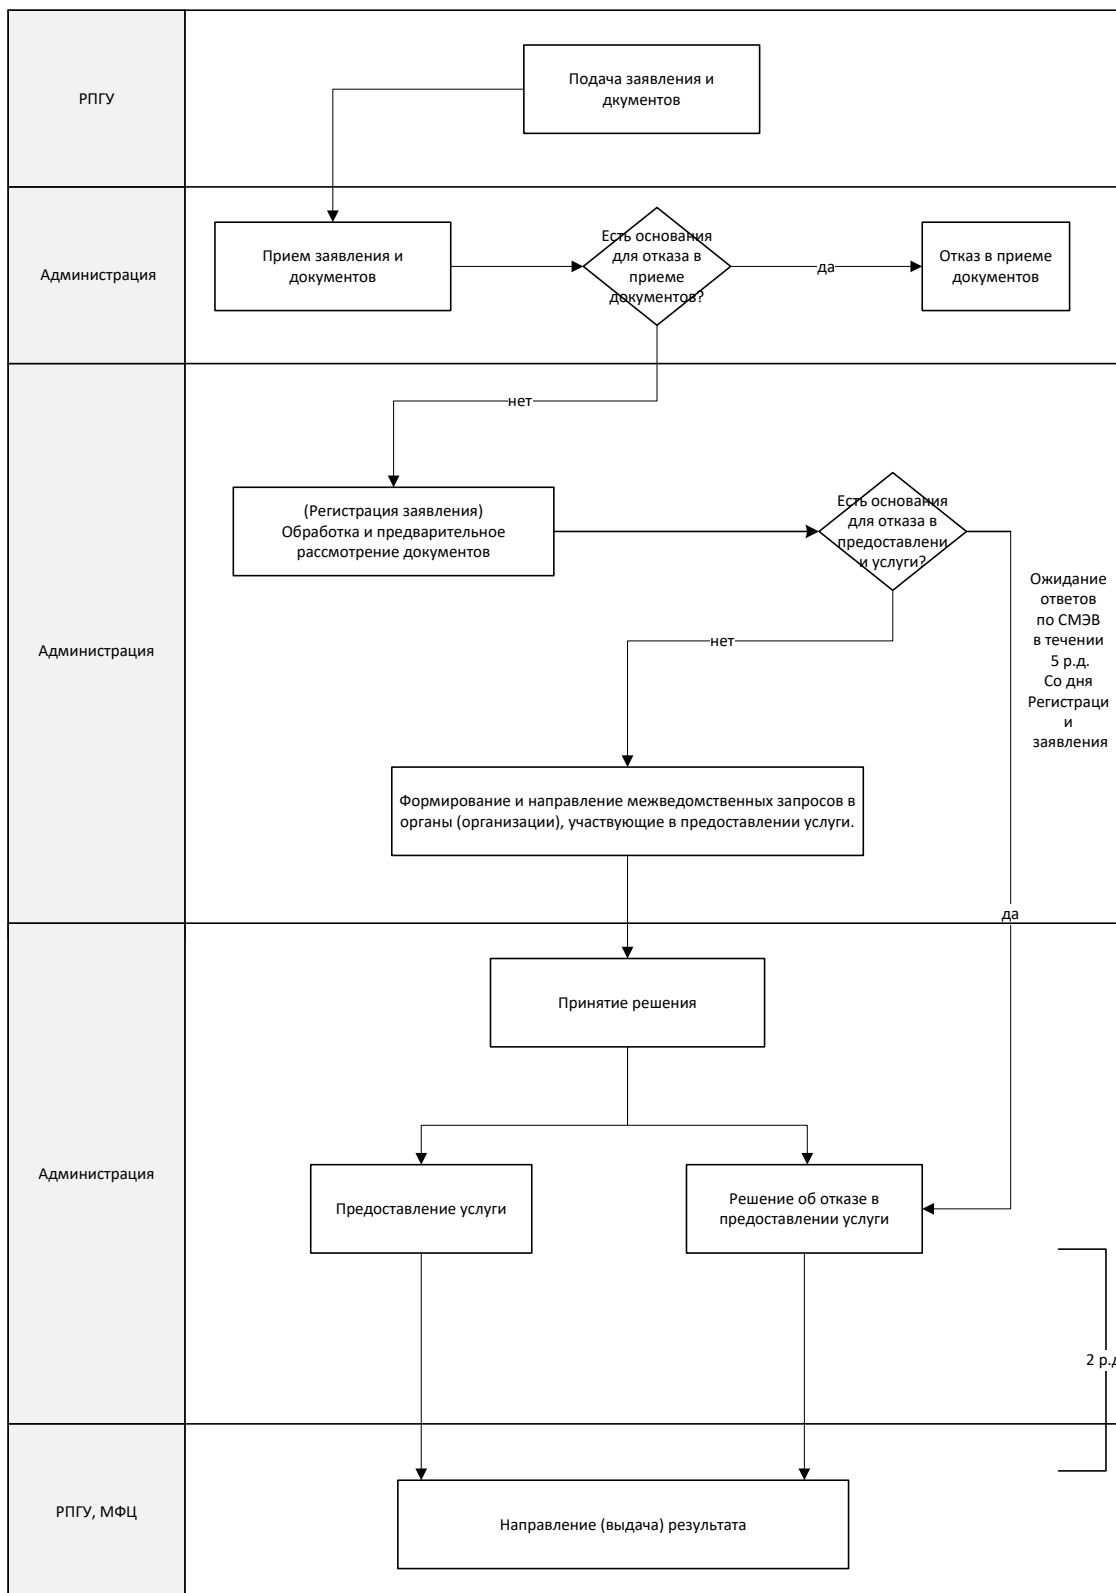 РПГУ
Подача заявления и
дкументов
Администрация
Прием заявления и
документов
Есть основания
для отказа в
приеме
документов?
да
Отказ в приеме
документов
нет
Администрация
(Регистрация заявления)
Обработка и предварительное
рассмотрение документов
Есть основания
для отказа в
предоставлени
и услуги?
Ожидание
ответов
по СМЭВ
в течении
5 р.д.
Со дня
Регистраци
и
заявления
нет
Формирование и направление межведомственных запросов в
органы (организации), участвующие в предоставлении услуги.
да
Администрация
Принятие решения
Предоставление услуги
Решение об отказе в
предоставлении услуги
2 р.д
РПГУ, МФЦ
Направление (выдача) результата